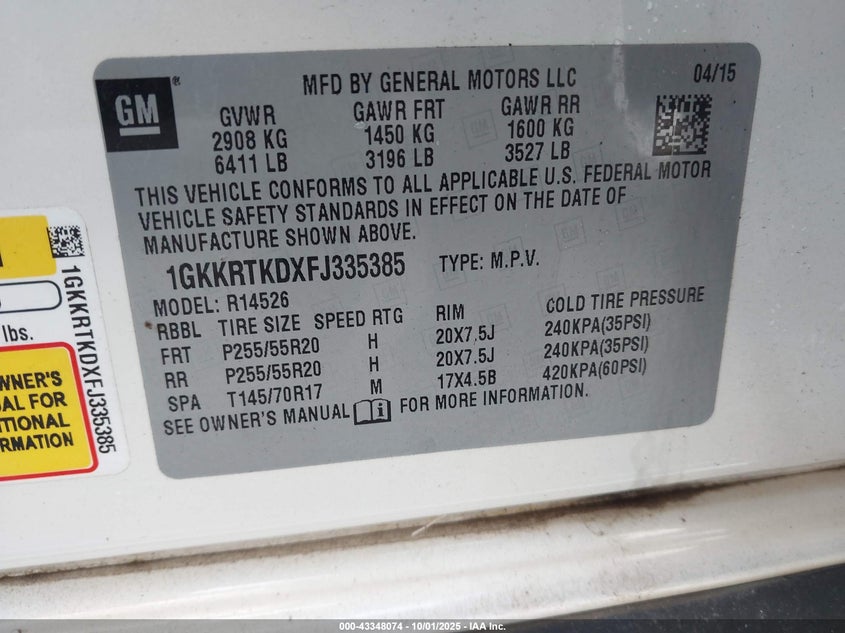 GM ®
MFD BY GENERAL MOTORS LLC
04/15
GVWR GAWR FRT GAWR RR
2908 KG 1450 KG 1600 KG
6411 LB 3196 LB 3527 LB
THIS VEHICLE CONFORMS TO ALL APPLICABLE U.S. FEDERAL MOTOR
VEHICLE SAFETY STANDARDS IN EFFECT ON THE DATE OF
MANUFACTURE SHOWN ABOVE.
1GKKRTKDXFJ335385 TYPE: M.P.V.
MODEL: R14526
RBBL TIRE SIZE SPEED RTG RIM COLD TIRE PRESSURE
FRT P255/55R20 H 20X7.5J 240KPA(35PSI)
RR P255/55R20 H 20X7.5J 240KPA(35PSI)
SPA T145/70R17 M 17X4.5B 420KPA(60PSI)
SEE OWNER'S MANUAL i FOR MORE INFORMATION.
1GKKRTKDXFJ335385
lbs.
OWNER'S
FOR
000-43348074 - 10/01/2025 - IAA Inc.